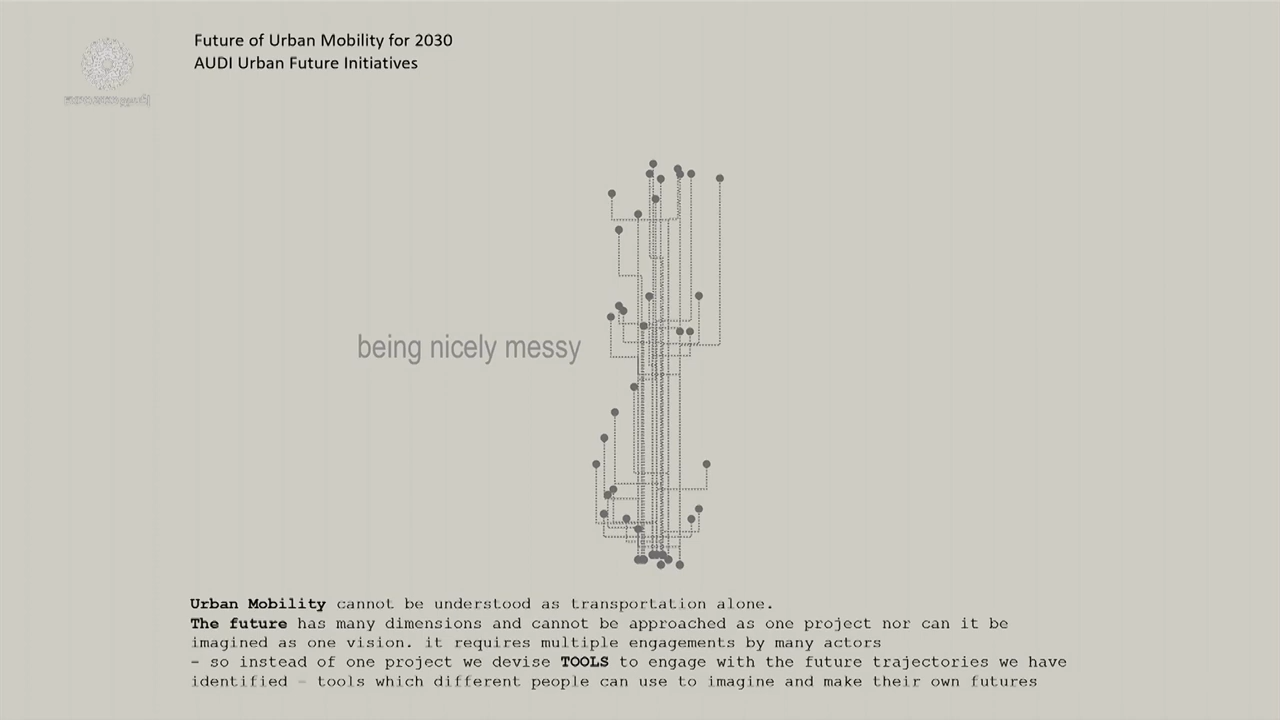 Future of Urban Mobility for 2030
AUDI Urban Future Initiatives
being nicely messy
Urban Mobility cannot be understood as transportation alone.
The future has many dimensions and cannot be approached as one project nor can it be
imagined as one vision. it requires multiple engagements by many actors
- so instead of one project we devise TOOLS to engage with the future trajectories we have
identified - tools which different people can use to imagine and make their own futures